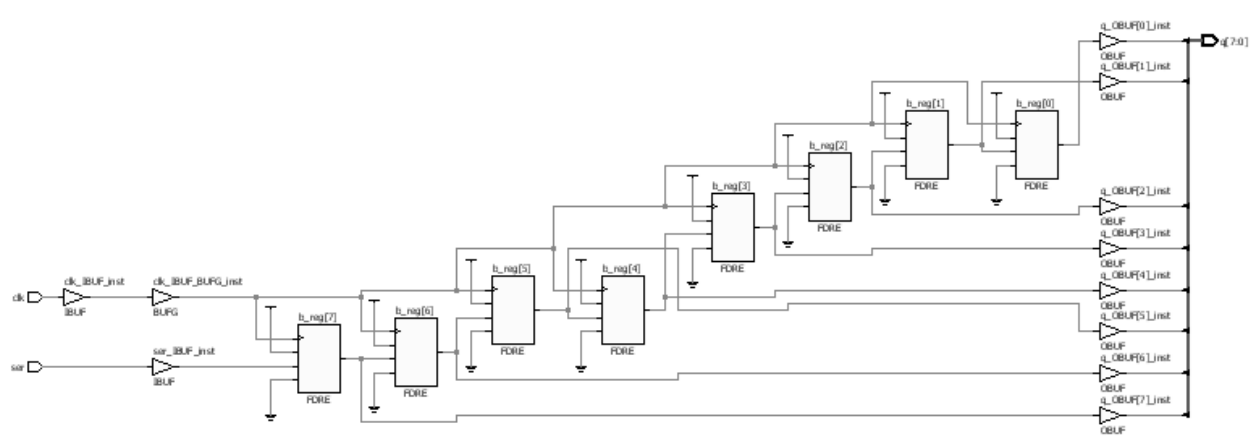 q_OBUF[0]_inst
OBUF
q[7:0]
q_OBUF[1]_inst
OBUF
b_reg[1]
FDRE
b_reg[0]
FDRE
b_reg[2]
FDRE
b_reg[3]
FDRE
q_OBUF[2]_inst
OBUF
q_OBUF[3]_inst
OBUF
b_reg[5]
FDRE
b_reg[4]
FDRE
q_OBUF[4]_inst
OBUF
clk
clk_IBUF_inst
IBUF
clk_IBUF_BUFG_inst
BUFG
b_reg[7]
FDRE
b_reg[6]
FDRE
q_OBUF[5]_inst
OBUF
ser
ser_IBUF_inst
IBUF
q_OBUF[6]_inst
OBUF
q_OBUF[7]_inst
OBUF